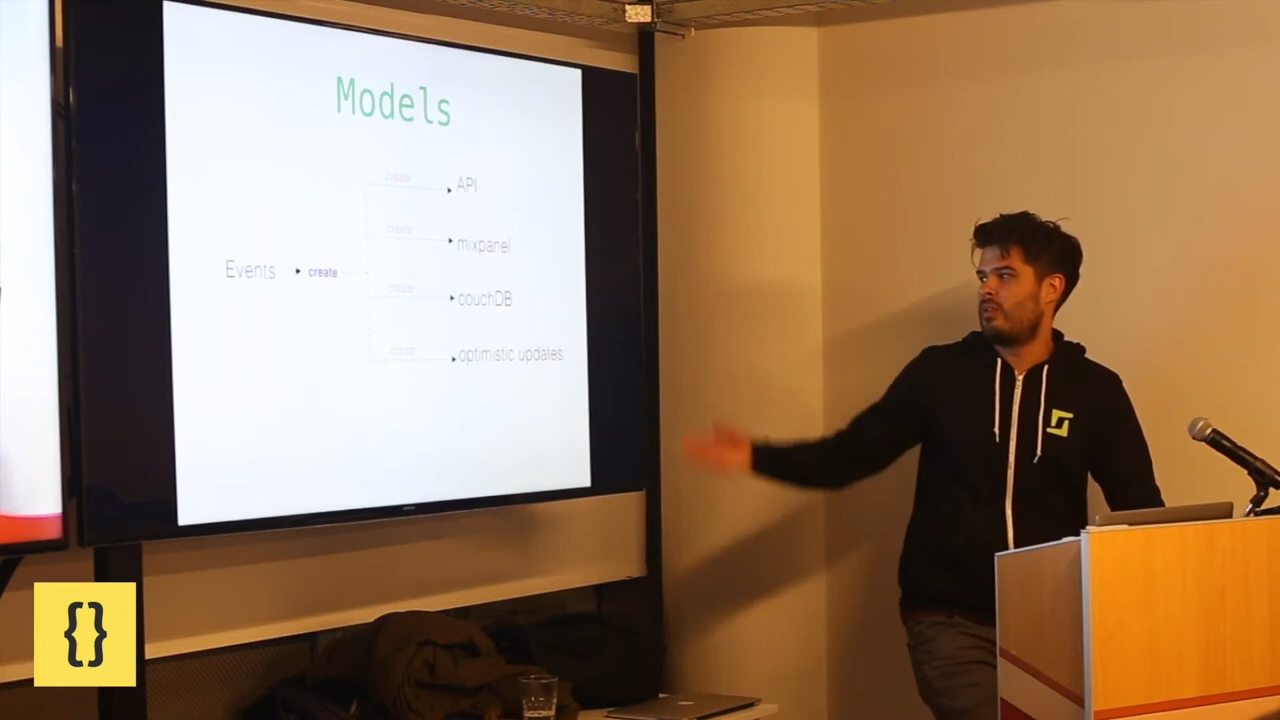 Models
create
API
create
mixpanel
Events
create
create
couchDB
create
optimistic updates
{}